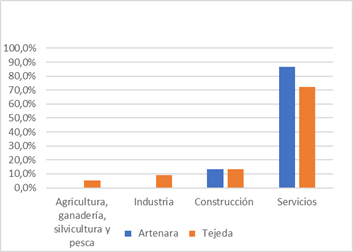 100,0%
90,0%
80,0%
70,0%
60,0%
50,0%
40,0%
30,0%
20,0%
10,0%
0,0%
Agricultura, Industria Construcción Servicios
ganadería,
silvicultura y
pesca
Artenara Tejeda